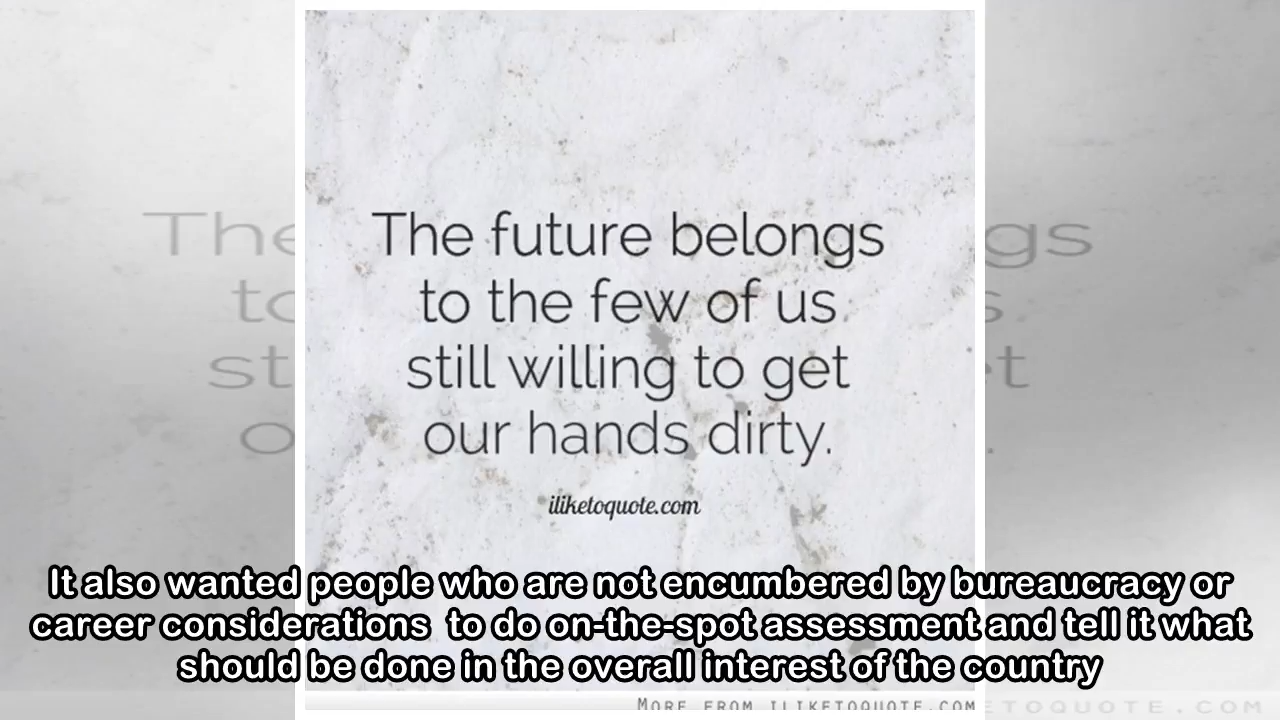 The future belongs
to the few of us
still willing to get
our hands dirty.
iliketoquote.com
It also wanted people who are not encumbered by bureaucracy or
career considerations to do on-the-spot assessment and tell it what
should be done in the overall interest of the country
MORE FROM ILIKETOQUOTE.COM